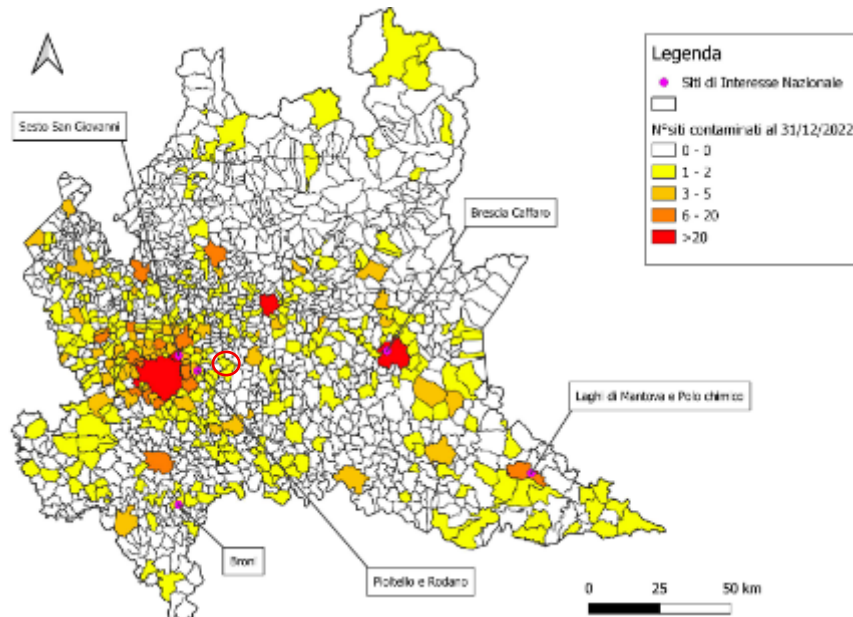 Legenda
Siti di Interesse Nazionale
N°siti contaminati al 31/12/2022
0 - 0
1 - 2
3 - 5
6 - 20
>20
Sesto San Giovanni
Brescia Caffaro
Laghi di Mantova e Polo chimico
Broni
Pioltello e Rodano
0 25 50 km